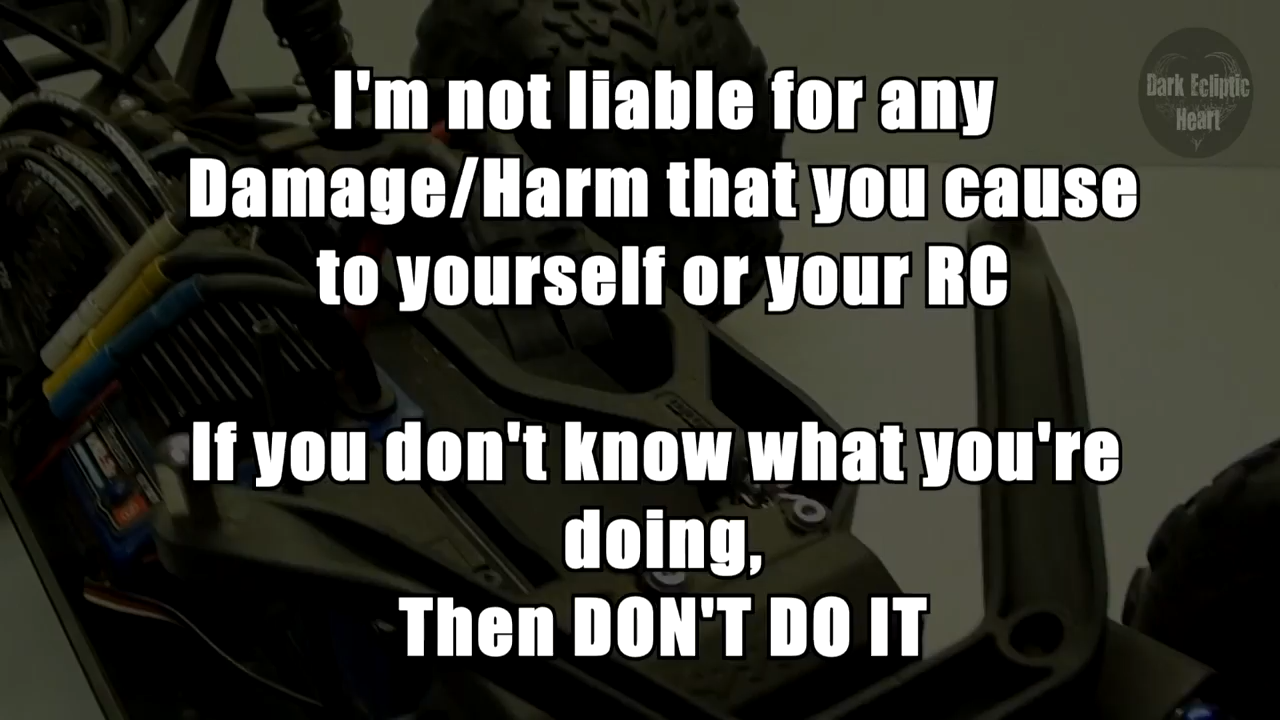 Dark Ecliptic
Heart
I'm not liable for any
Damage/Harm that you cause
to yourself or your RC
If you don't know what you're
doing,
Then DON'T DO IT